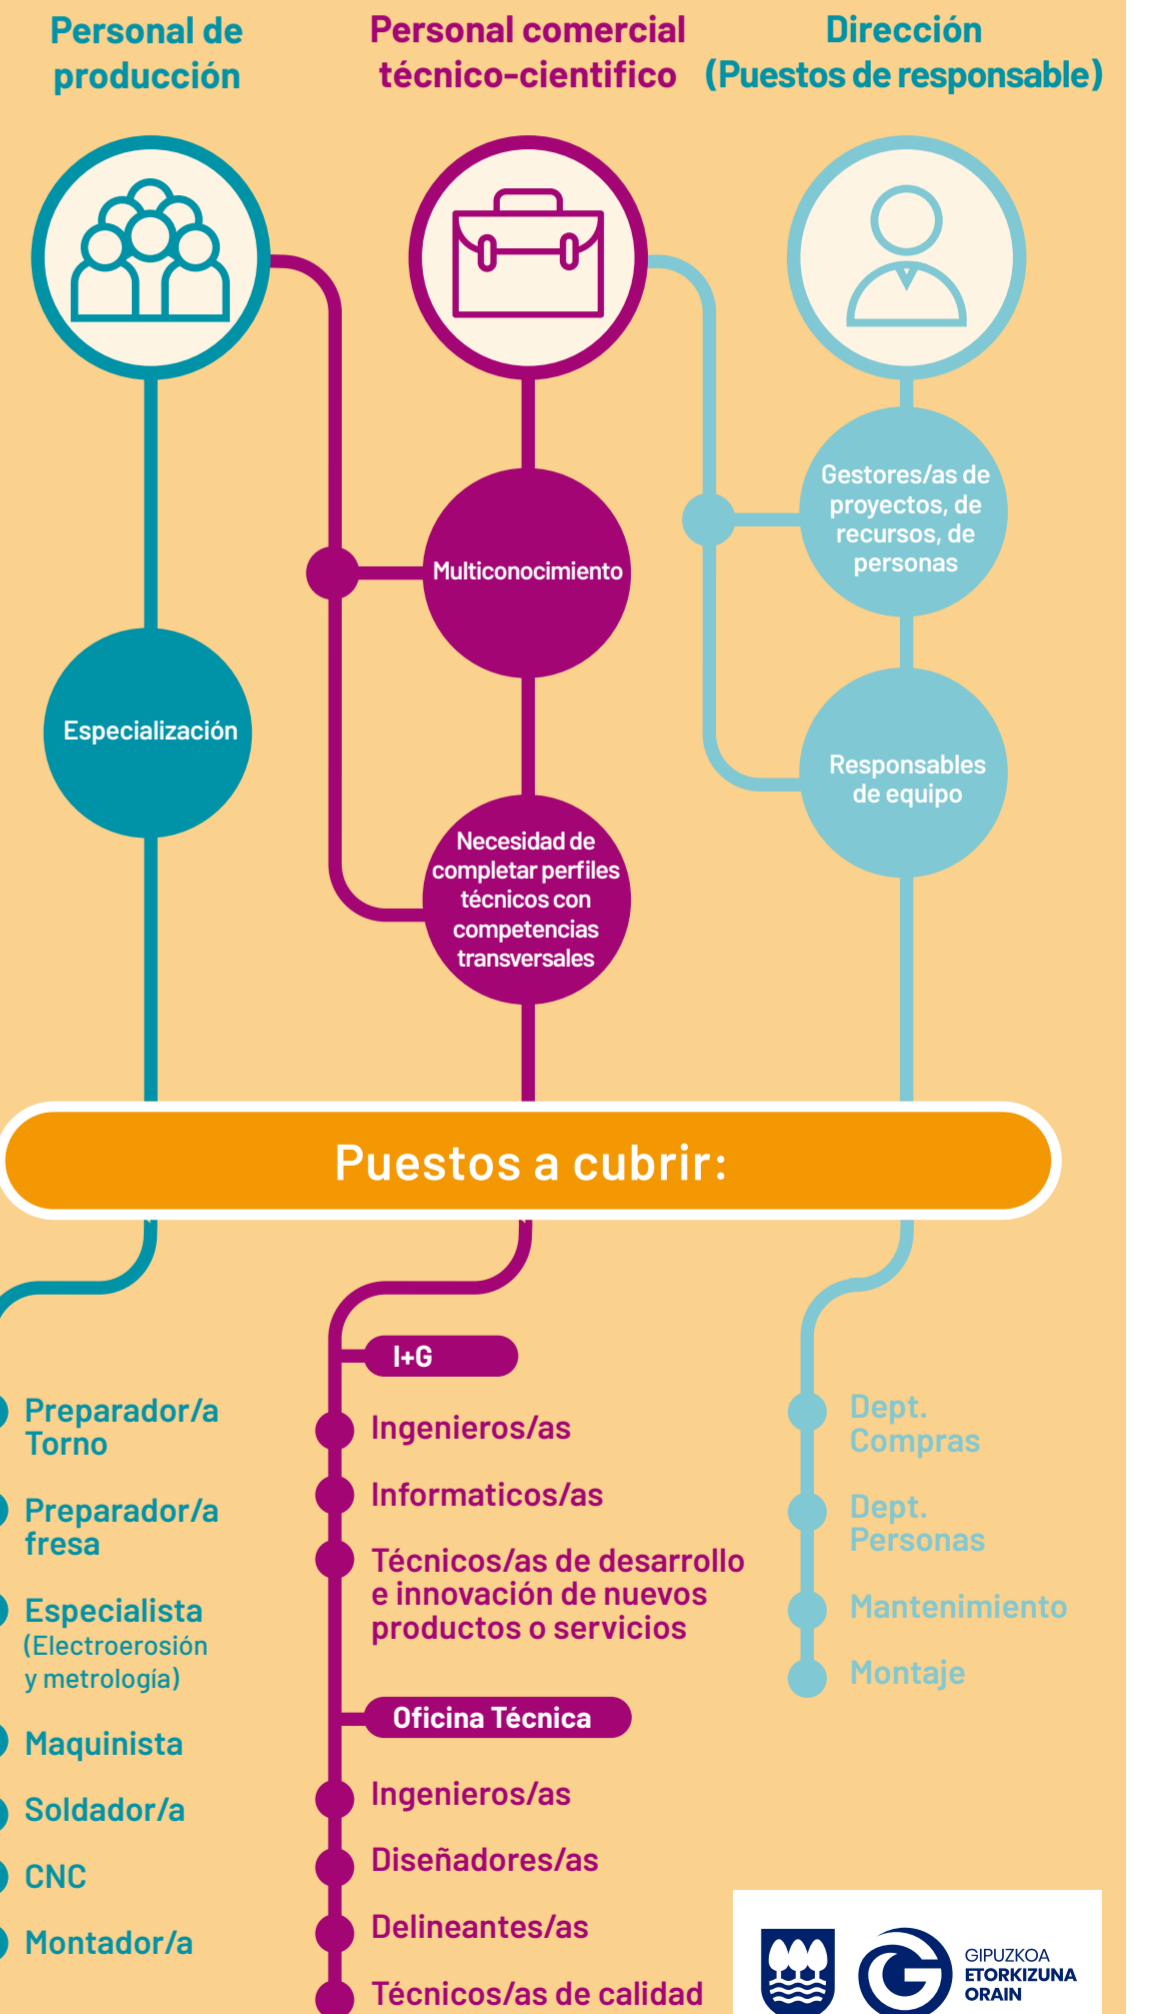 Personal de
producción
Personal comercial
técnico-cientifico
Dirección
(Puestos de responsable)
Multiconocimiento
Gestores/as de
proyectos, de
recursos, de
personas
Especialización
Responsables
de equipo
Necesidad de
completar perfiles
técnicos con
competencias
transversales
Puestos a cubrir:
Preparador/a
Torno
Preparador/a
fresa
Especialista
(Electroerosión
y metrología)
Maquinista
Soldador/a
CNC
Montador/a
I+G
Ingenieros/as
Informaticos/as
Técnicos/as de desarrollo
e innovación de nuevos
productos o servicios
Oficina Técnica
Ingenieros/as
Diseñadores/as
Delineantes/as
Técnicos/as de calidad
Dept.
Compras
Dept.
Personas
Mantenimiento
Montaje
GIPUZKOA
ETORKIZUNA
ORAIN